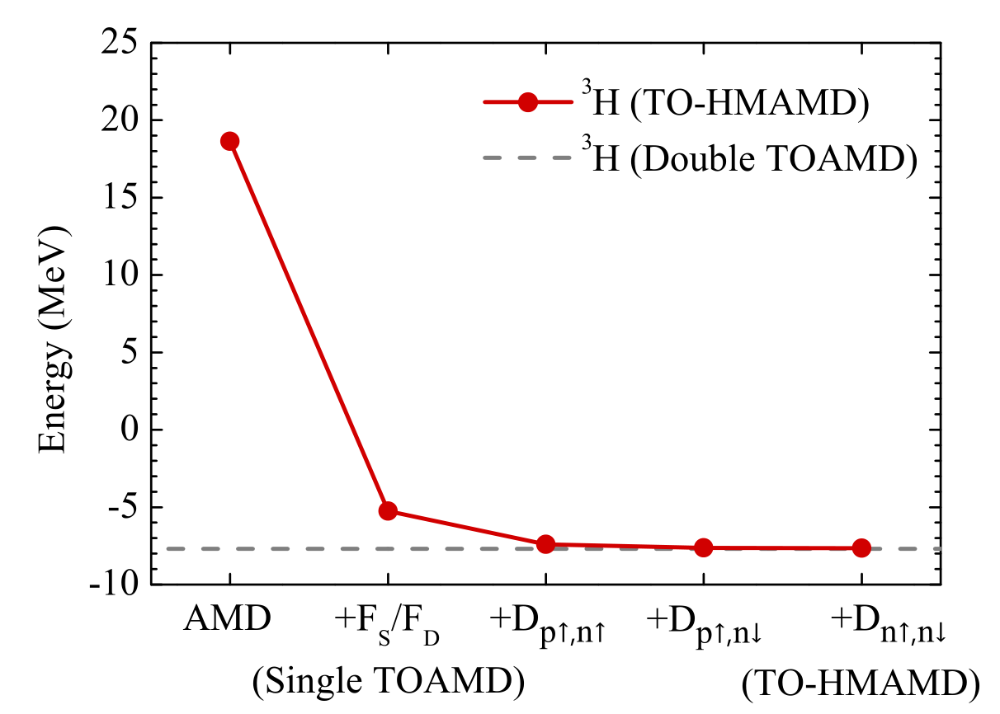 25
20
15
10
5
0
-5
-10
Energy (MeV)
³H (TO-HMAMD)
³H (Double TOAMD)
AMD +F_S/F_D +D_p↑,n↑ +D_p↑,n↓ +D_n↑,n↓
(Single TOAMD) (TO-HMAMD)